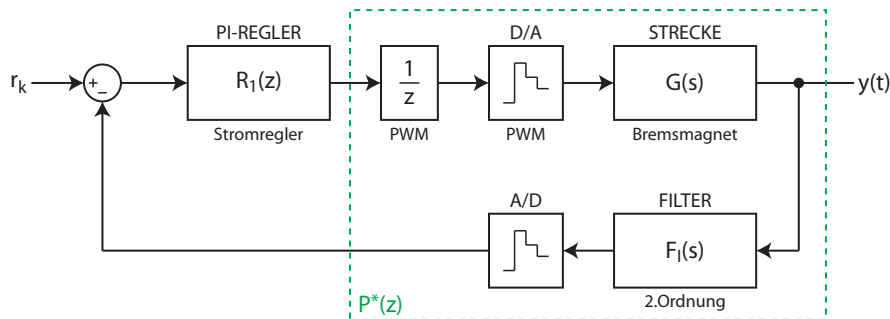 PI-REGLER
D/A
STRECKE
r_k
+
−
R_1(z)
1
z
G(s)
y(t)
Stromregler
PWM
PWM
Bremsmagnet
A/D
FILTER
F_I(s)
P*(z)
2.Ordnung